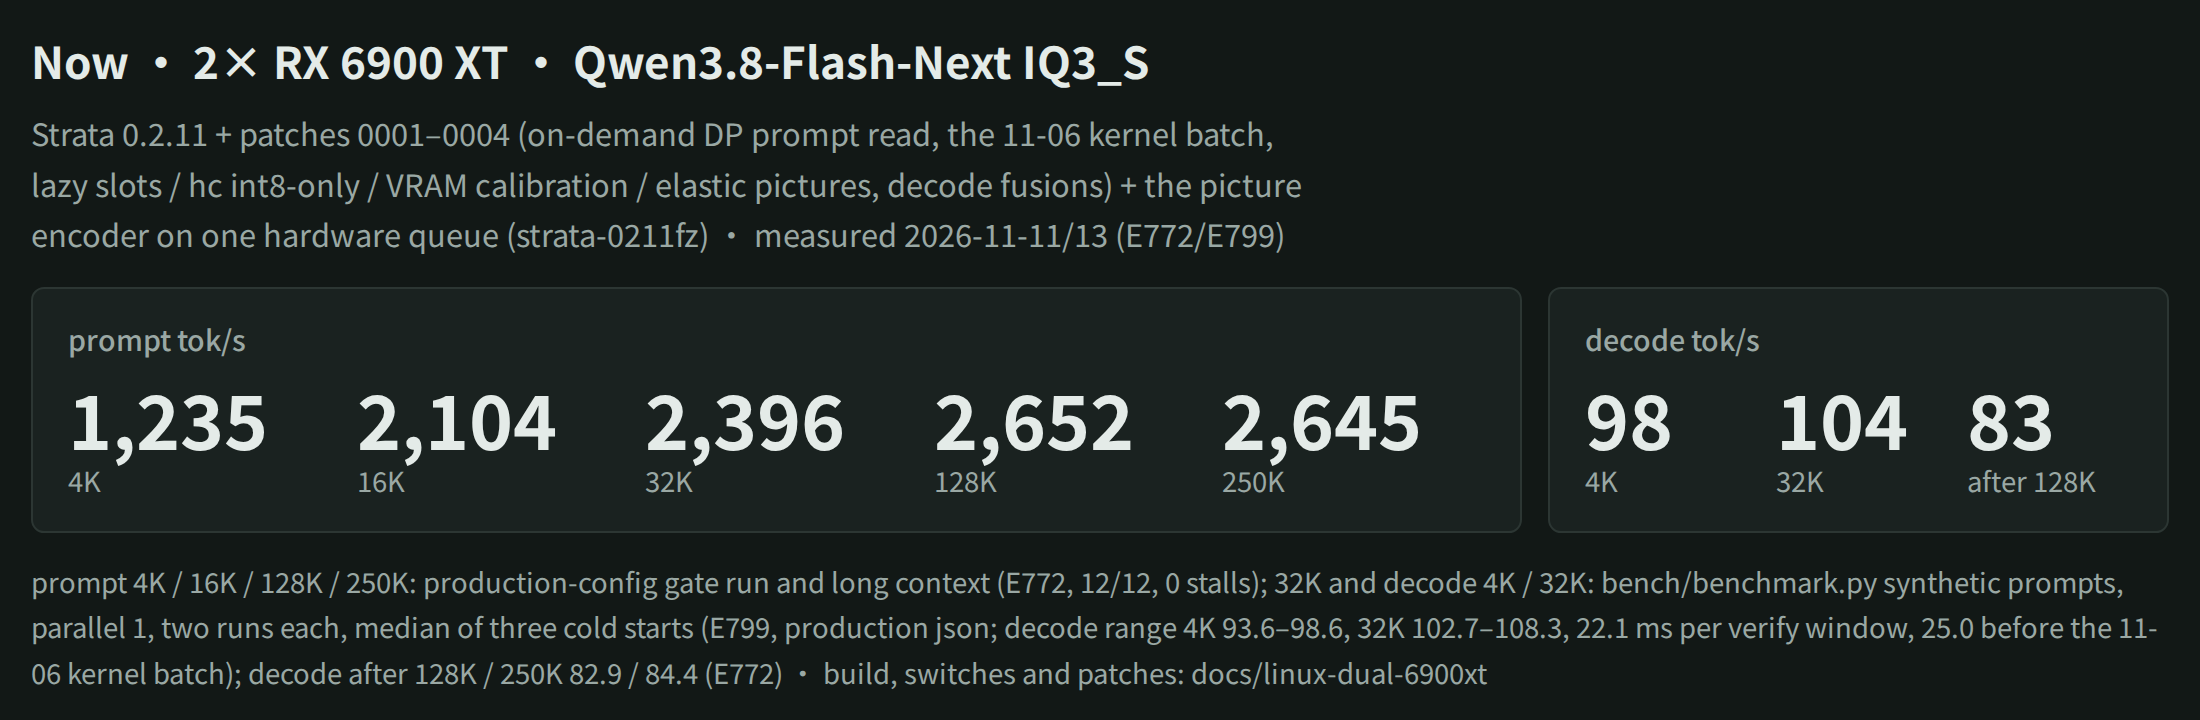 Now · 2× RX 6900 XT · Qwen3.8-Flash-Next IQ3_S
Strata 0.2.11 + patches 0001–0004 (on-demand DP prompt read, the 11-06 kernel batch,
lazy slots / hc int8-only / VRAM calibration / elastic pictures, decode fusions) + the picture
encoder on one hardware queue (strata-0211fz) · measured 2026-11-11/13 (E772/E799)
prompt tok/s
1,235 2,104 2,396 2,652 2,645
4K 16K 32K 128K 250K
decode tok/s
98 104 83
4K 32K after 128K
prompt 4K / 16K / 128K / 250K: production-config gate run and long context (E772, 12/12, 0 stalls); 32K and decode 4K / 32K: bench/benchmark.py synthetic prompts,
parallel 1, two runs each, median of three cold starts (E799, production json; decode range 4K 93.6–98.6, 32K 102.7–108.3, 22.1 ms per verify window, 25.0 before the 11-
06 kernel batch); decode after 128K / 250K 82.9 / 84.4 (E772) · build, switches and patches: docs/linux-dual-6900xt